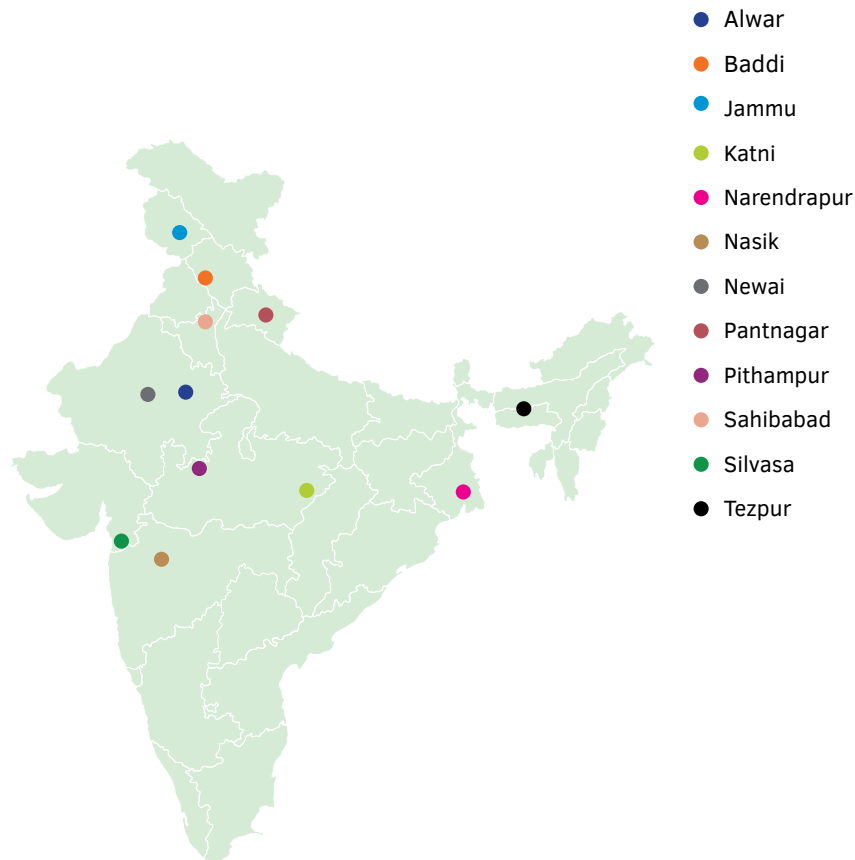 Alwar
Baddi
Jammu
Katni
Narendrapur
Nasik
Newai
Pantnagar
Pithampur
Sahibabad
Silvasa
Tezpur